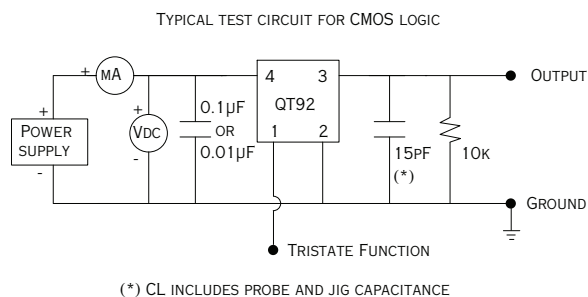 TYPICAL TEST CIRCUIT FOR CMOS LOGIC
+
MA
4
3
OUTPUT
QT92
+
POWER
SUPPLY
-
+
VDC
-
0.1µF
OR
0.01µF
1
2
15PF
(*)
10K
GROUND
TRISTATE FUNCTION
(*) CL INCLUDES PROBE AND JIG CAPACITANCE